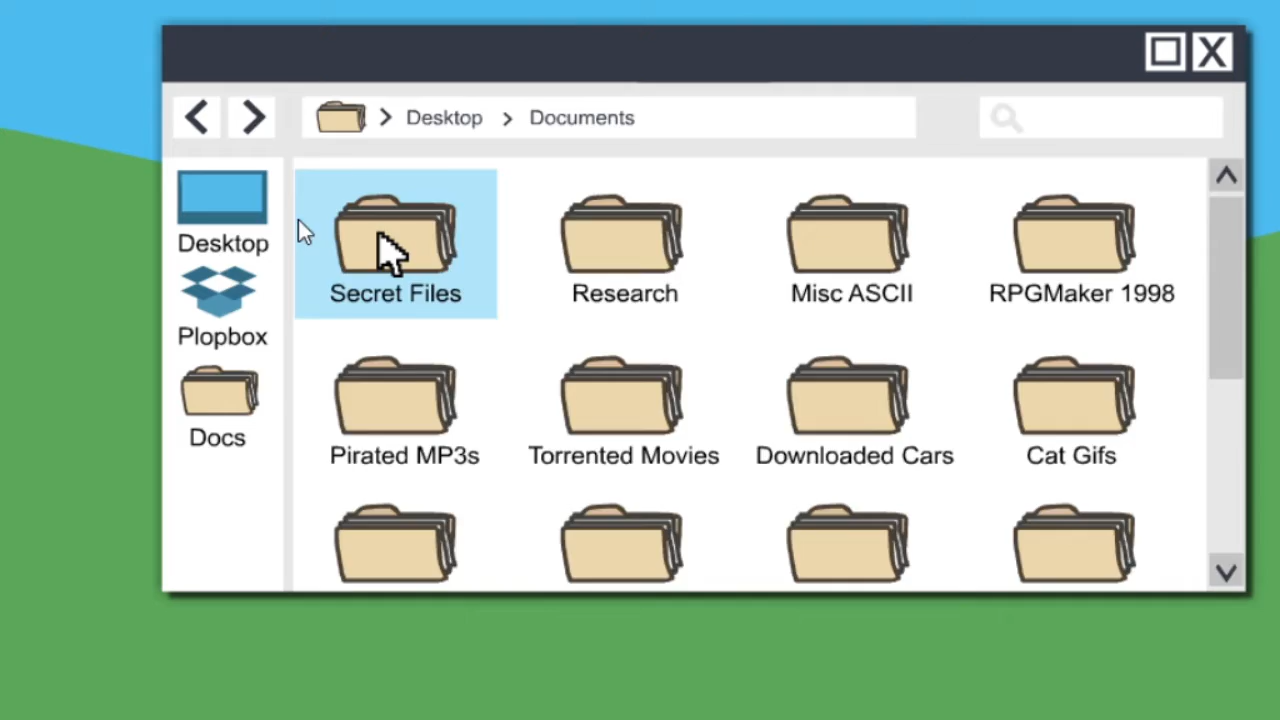 Desktop
Documents
Desktop
Plopbox
Docs
Secret Files
Research
Misc ASCII
RPGMaker 1998
Pirated MP3s
Torrented Movies
Downloaded Cars
Cat Gifs